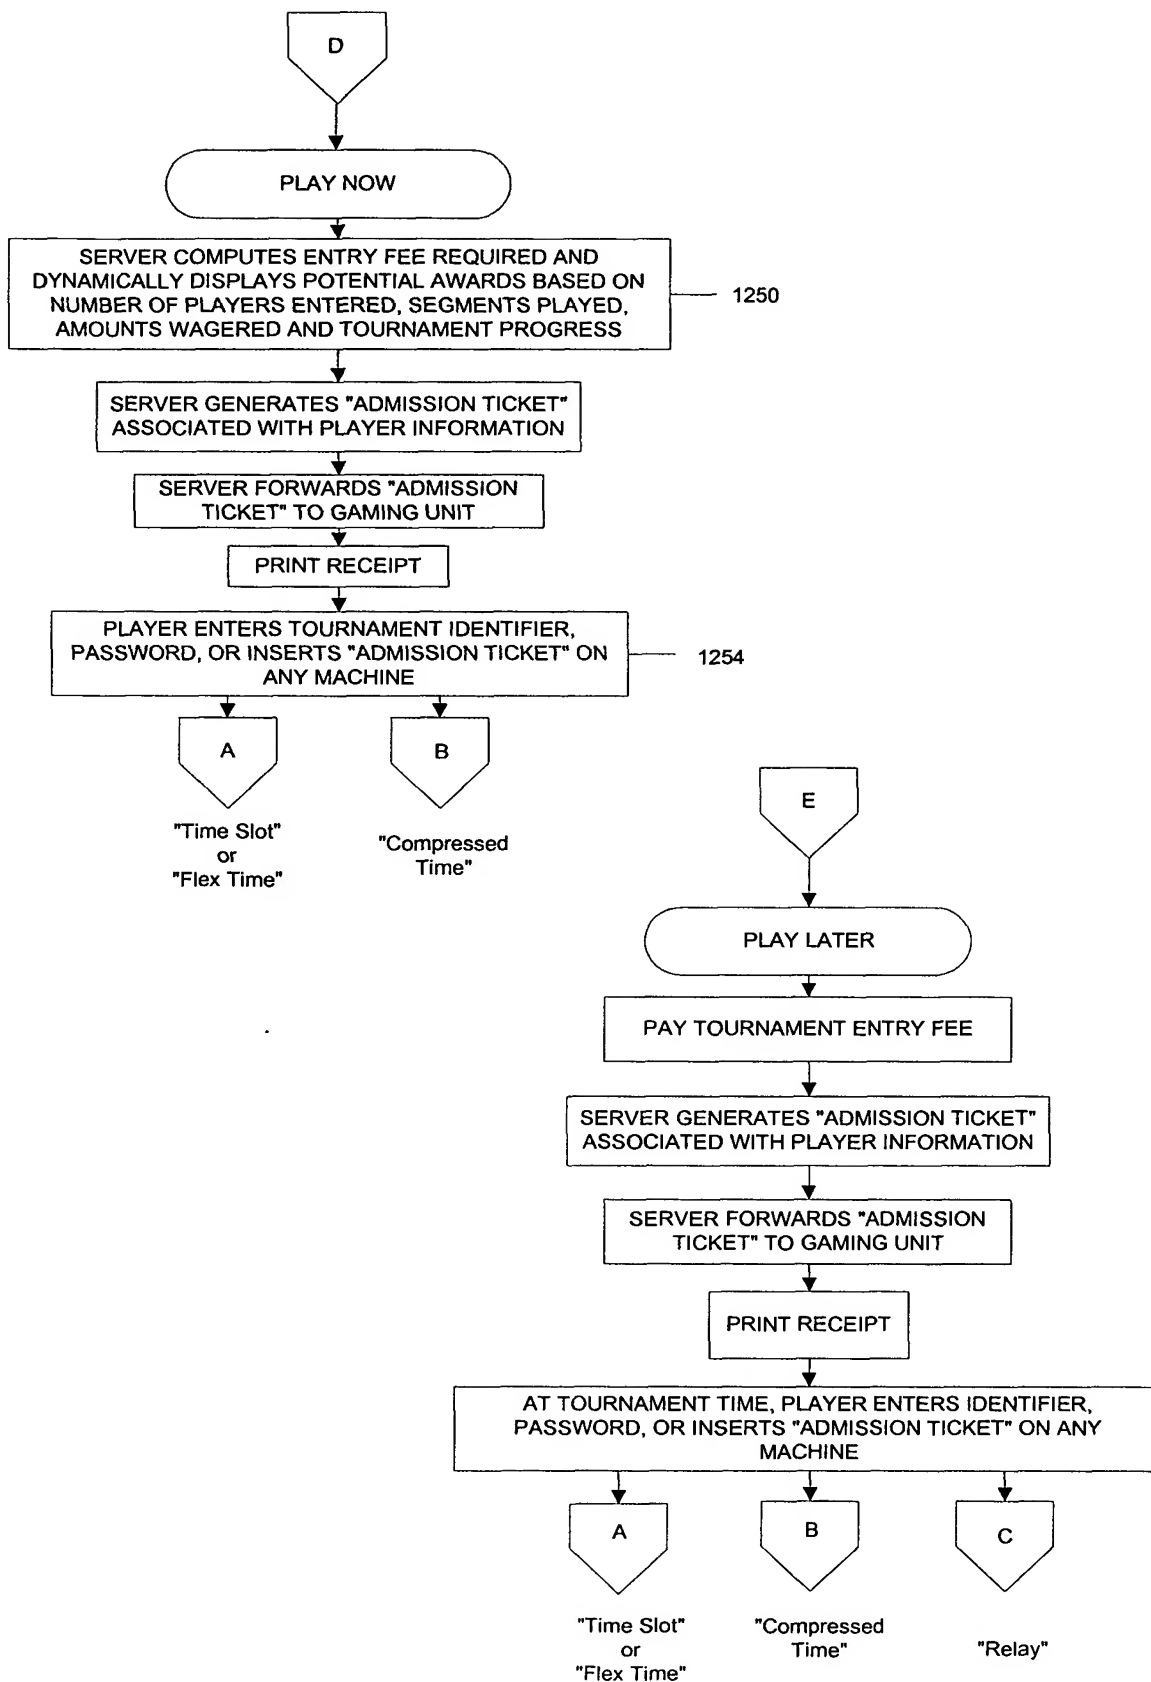 D
PLAY NOW
SERVER COMPUTES ENTRY FEE REQUIRED AND
DYNAMICALLY DISPLAYS POTENTIAL AWARDS BASED ON
NUMBER OF PLAYERS ENTERED, SEGMENTS PLAYED,
AMOUNTS WAGERED AND TOURNAMENT PROGRESS
1250
SERVER GENERATES "ADMISSION TICKET"
ASSOCIATED WITH PLAYER INFORMATION
SERVER FORWARDS "ADMISSION
TICKET" TO GAMING UNIT
PRINT RECEIPT
PLAYER ENTERS TOURNAMENT IDENTIFIER,
PASSWORD, OR INSERTS "ADMISSION TICKET" ON
ANY MACHINE
1254
A
B
"Time Slot"
or
"Flex Time"
"Compressed
Time"
E
PLAY LATER
PAY TOURNAMENT ENTRY FEE
SERVER GENERATES "ADMISSION TICKET"
ASSOCIATED WITH PLAYER INFORMATION
SERVER FORWARDS "ADMISSION
TICKET" TO GAMING UNIT
PRINT RECEIPT
AT TOURNAMENT TIME, PLAYER ENTERS IDENTIFIER,
PASSWORD, OR INSERTS "ADMISSION TICKET" ON ANY
MACHINE
A
B
C
"Time Slot"
or
"Flex Time"
"Compressed
Time"
"Relay"